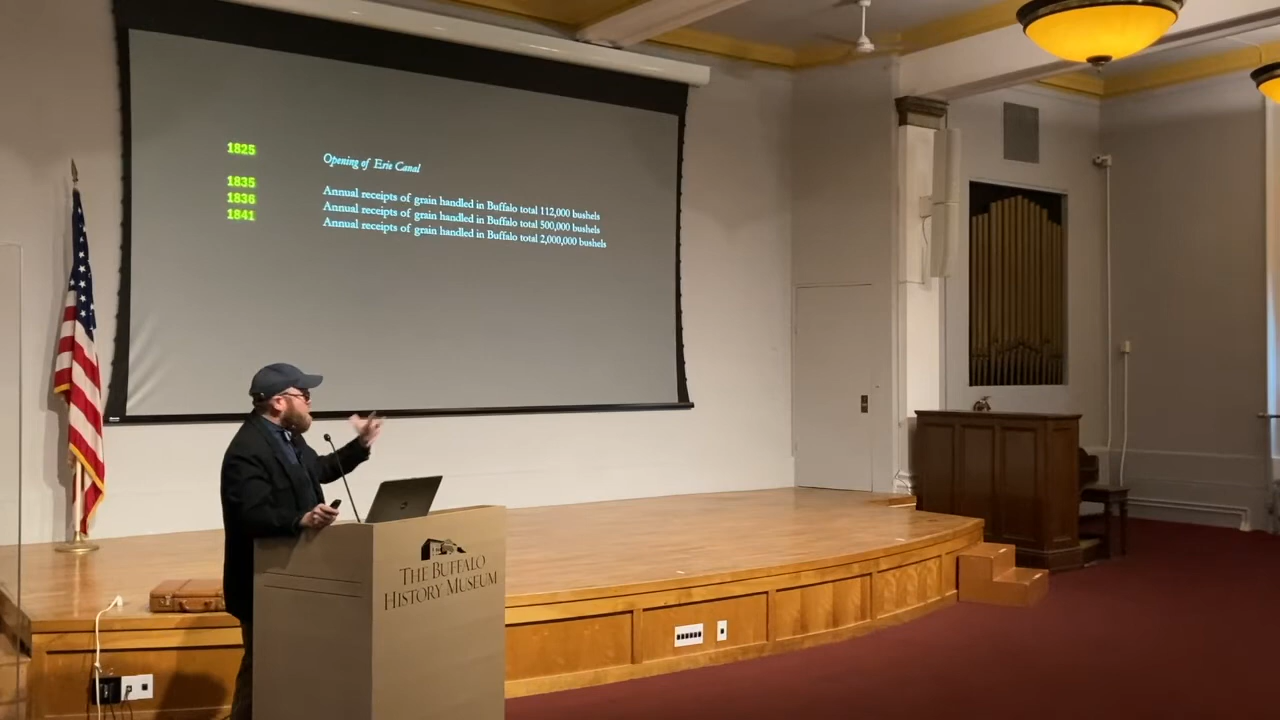 1825 Opening of Erie Canal
1835 Annual receipts of grain handled in Buffalo total 112,000 bushels
1836 Annual receipts of grain handled in Buffalo total 500,000 bushels
1841 Annual receipts of grain handled in Buffalo total 2,000,000 bushels
THE BUFFALO
HISTORY MUSEUM